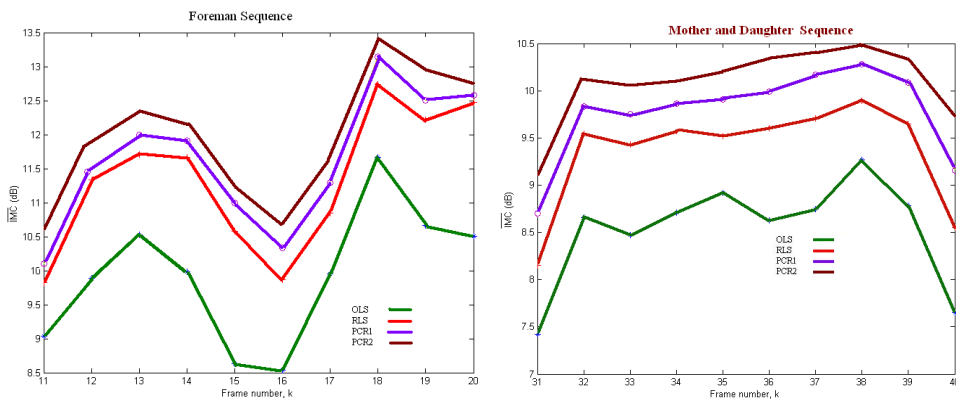 Foreman Sequence
13.5
13
12.5
12
11.5
11
10.5
10
9.5
9
8.5
IMC (dB)
OLS
RLS
PCR1
PCR2
11 12 13 14 15 16 17 18 19 20
Frame number, k
Mother and Daughter Sequence
10.5
10
9.5
9
8.5
8
7.5
7
IMC (dB)
OLS
RLS
PCR1
PCR2
31 32 33 34 35 36 37 38 39 40
Frame number, k